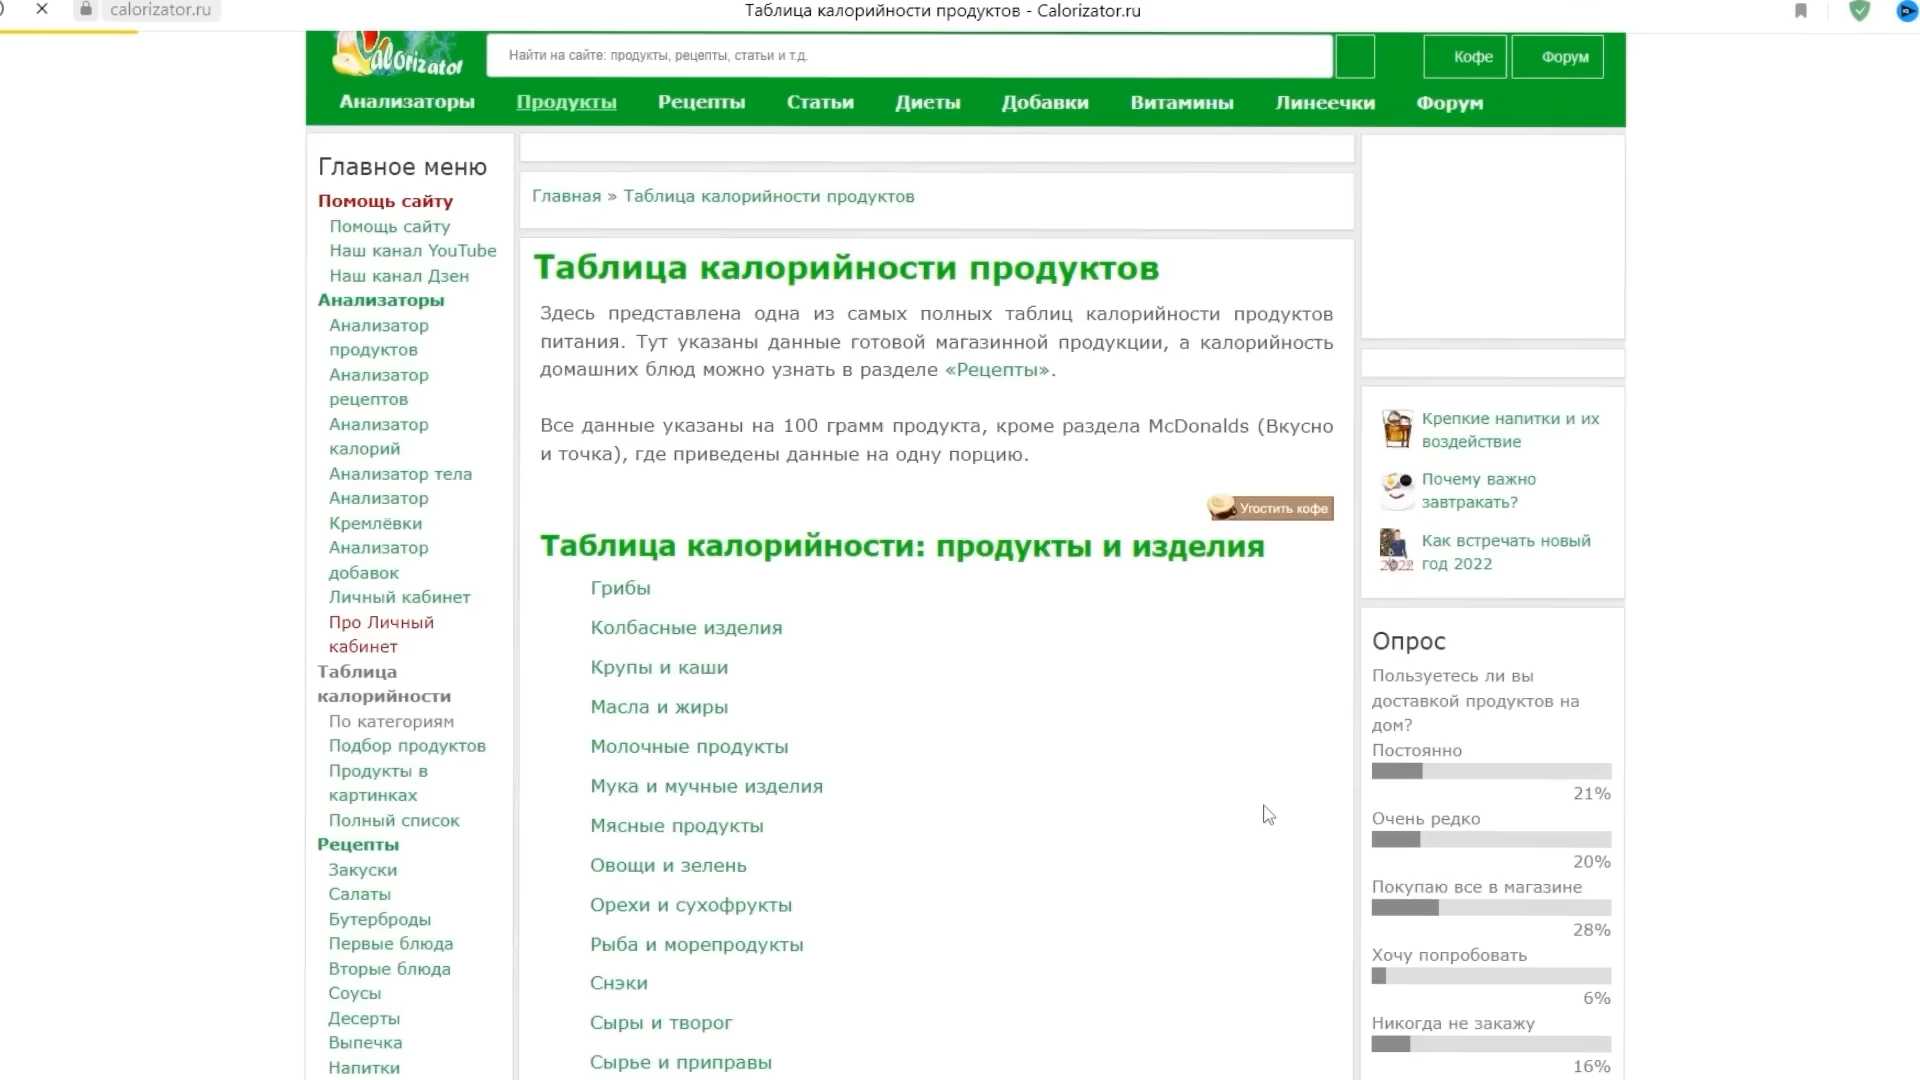 calorizator.ru
Таблица калорийности продуктов - Calorizator.ru
Calorizator
Найти на сайте: продукты, рецепты, статьи и т.д.
Кофе
Форум
Анализаторы
Продукты
Рецепты
Статьи
Диеты
Добавки
Витамины
Линеечки
Форум
Главное меню
Помощь сайту
Помощь сайту
Наш канал YouTube
Наш канал Дзен
Анализаторы
Анализатор
продуктов
Анализатор
рецептов
Анализатор
калорий
Анализатор тела
Анализатор
Кремлёвки
Анализатор
добавок
Личный кабинет
Про Личный
кабинет
Таблица
калорийности
По категориям
Подбор продуктов
Продукты в
картинках
Полный список
Рецепты
Закуски
Салаты
Бутерброды
Первые блюда
Вторые блюда
Соусы
Десерты
Выпечка
Напитки
Главная » Таблица калорийности продуктов
Таблица калорийности продуктов
Здесь представлена одна из самых полных таблиц калорийности продуктов
питания. Тут указаны данные готовой магазинной продукции, а калорийность
домашних блюд можно узнать в разделе «Рецепты».
Все данные указаны на 100 грамм продукта, кроме раздела McDonalds (Вкусно
и точка), где приведены данные на одну порцию.
Угостить кофе
Таблица калорийности: продукты и изделия
Грибы
Колбасные изделия
Крупы и каши
Масла и жиры
Молочные продукты
Мука и мучные изделия
Мясные продукты
Овощи и зелень
Орехи и сухофрукты
Рыба и морепродукты
Снэки
Сыры и творог
Сырье и приправы
Крепкие напитки и их
воздействие
Почему важно
завтракать?
2022
Как встречать новый
год 2022
Опрос
Пользуетесь ли вы
доставкой продуктов на
дом?
Постоянно
21%
Очень редко
20%
Покупаю все в магазине
28%
Хочу попробовать
6%
Никогда не закажу
16%